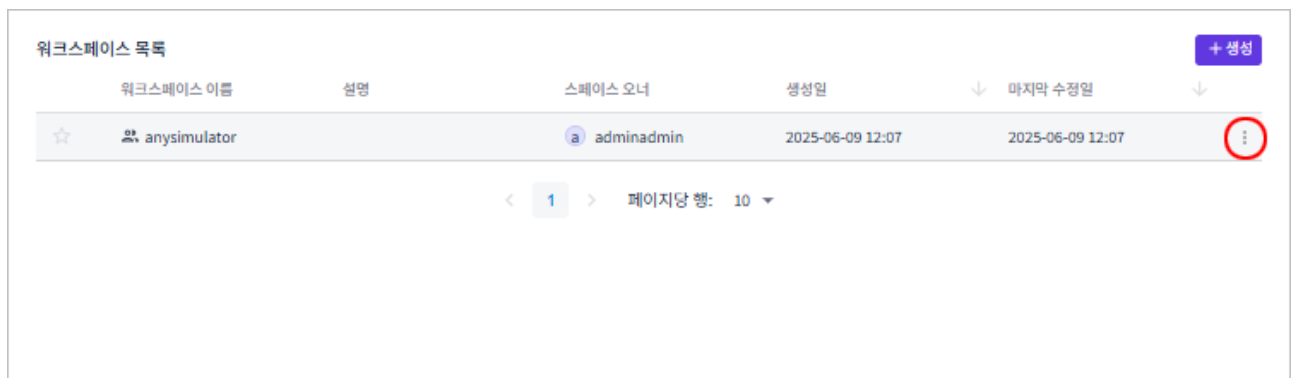 워크스페이스 목록
+ 생성
워크스페이스 이름 설명 스페이스 오너 생성일 마지막 수정일
anysimulator a adminadmin 2025-06-09 12:07 2025-06-09 12:07
1 페이지당 행: 10